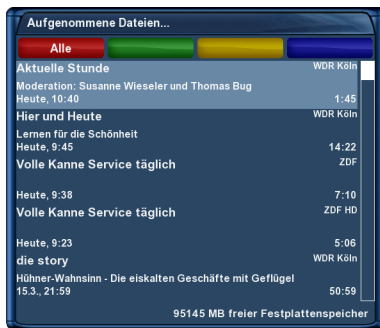 Aufgenommene Dateien...
Alle
Aktuelle Stunde WDR Köln
Moderation: Susanne Wieseler und Thomas Bug
Heute, 10:40 1:45
Hier und Heute WDR Köln
Lernen für die Schönheit
Heute, 9:45 14:22
Volle Kanne Service täglich ZDF
Heute, 9:38 7:10
Volle Kanne Service täglich ZDF HD
Heute, 9:23 5:06
die story WDR Köln
Hühner-Wahnsinn - Die eiskalten Geschäfte mit Geflügel
15.3., 21:59 50:59
95145 MB freier Festplattenspeicher